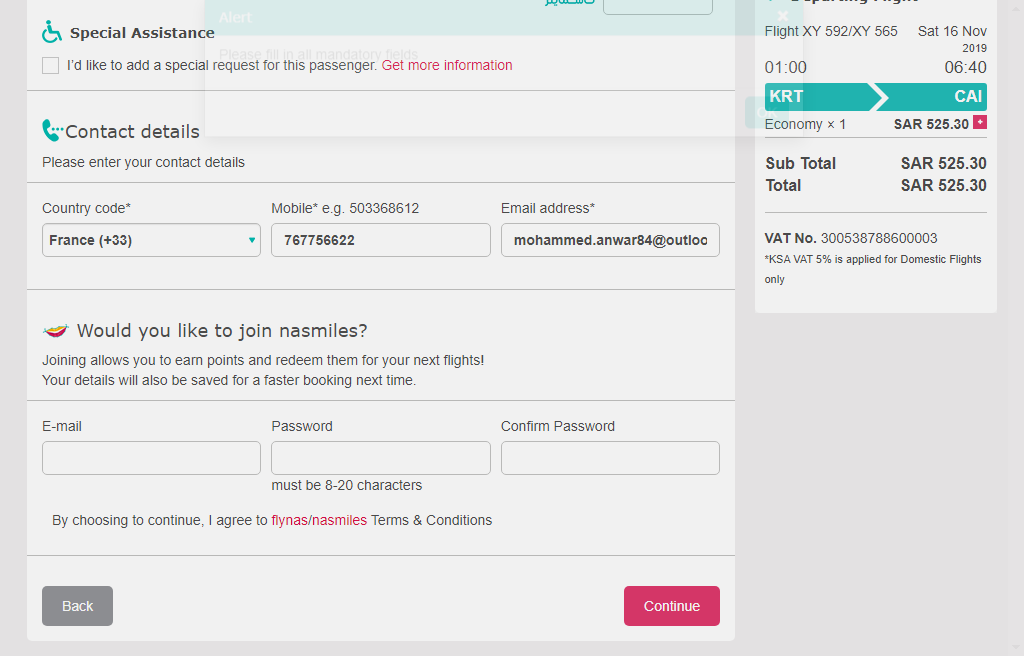 Alert
Please fill in all mandatory fields
Special Assistance
I'd like to add a special request for this passenger. Get more information
Contact details
Please enter your contact details
Country code*
Mobile* e.g. 503368612
Email address*
France (+33)
767756622
mohammed.anwar84@outloo
Would you like to join nasmiles?
Joining allows you to earn points and redeem them for your next flights!
Your details will also be saved for a faster booking next time.
E-mail
Password
Confirm Password
must be 8-20 characters
By choosing to continue, I agree to flynas/nasmiles Terms & Conditions
Back
Continue
Departing Flight
Flight XY 592/XY 565
Sat 16 Nov
2019
01:00
06:40
KRT
CAI
Economy × 1
SAR 525.30
Sub Total
SAR 525.30
Total
SAR 525.30
VAT No. 300538788600003
*KSA VAT 5% is applied for Domestic Flights
only